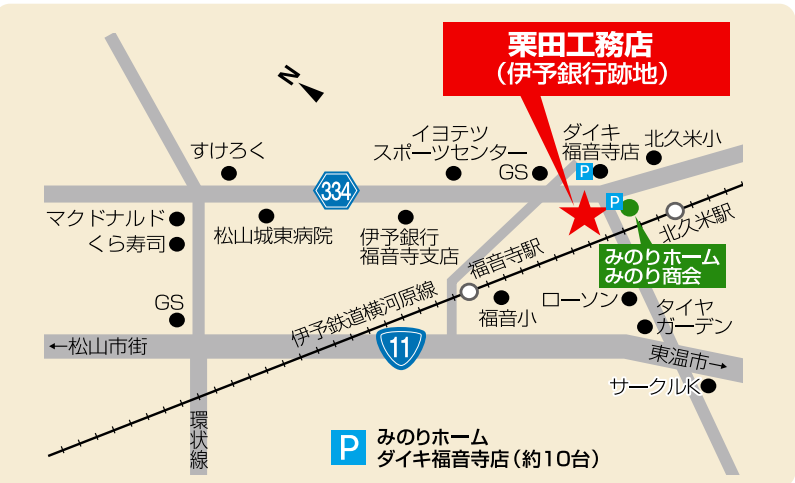 栗田工務店
（伊予銀行跡地）
N
すけろく
イヨテツ
スポーツセンター
GS
ダイキ
福音寺店
P
北久米小
334
P
マクドナルド
くら寿司
松山城東病院
伊予銀行
福音寺支店
福音寺駅
北久米駅
みのりホーム
みのり商会
GS
伊予鉄道横河原線
福音小
ローソン
タイヤ
ガーデン
←松山市街
11
東温市→
サークルK
環状線
P
みのりホーム
ダイキ福音寺店（約10台）